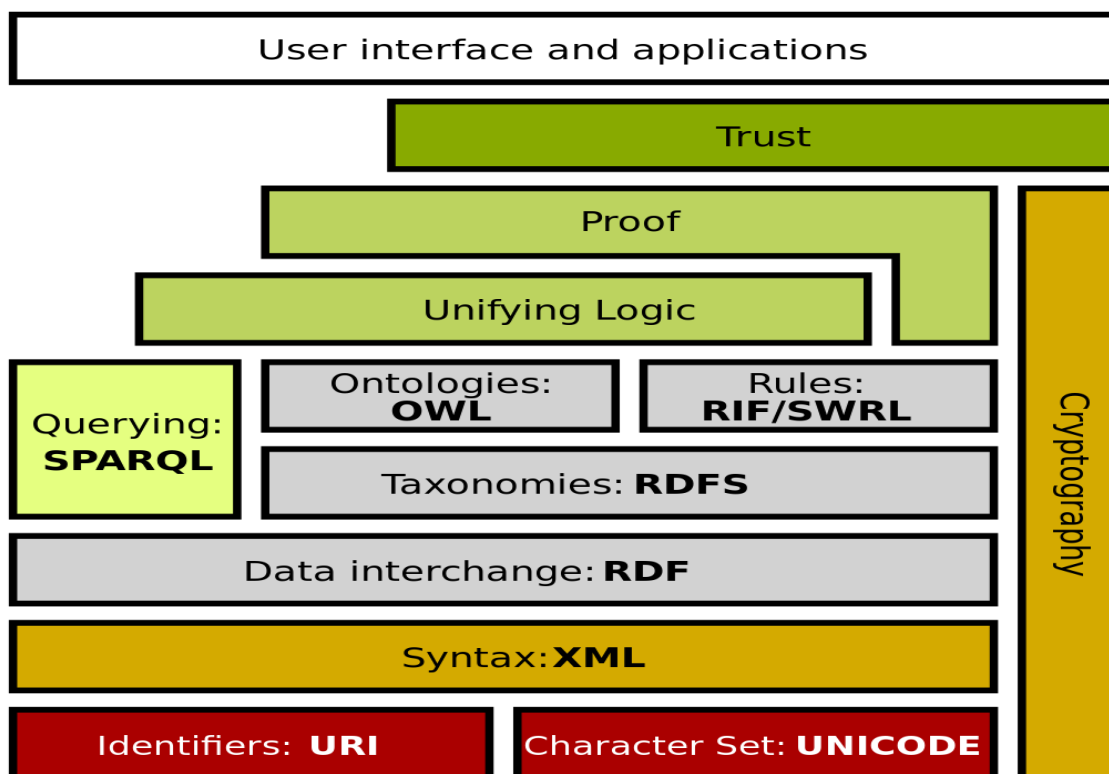 User interface and applications
Trust
Proof
Unifying Logic
Ontologies:
OWL
Rules:
RIF/SWRL
Querying:
SPARQL
Taxonomies: RDFS
Cryptography
Data interchange: RDF
Syntax: XML
Identifiers: URI
Character Set: UNICODE